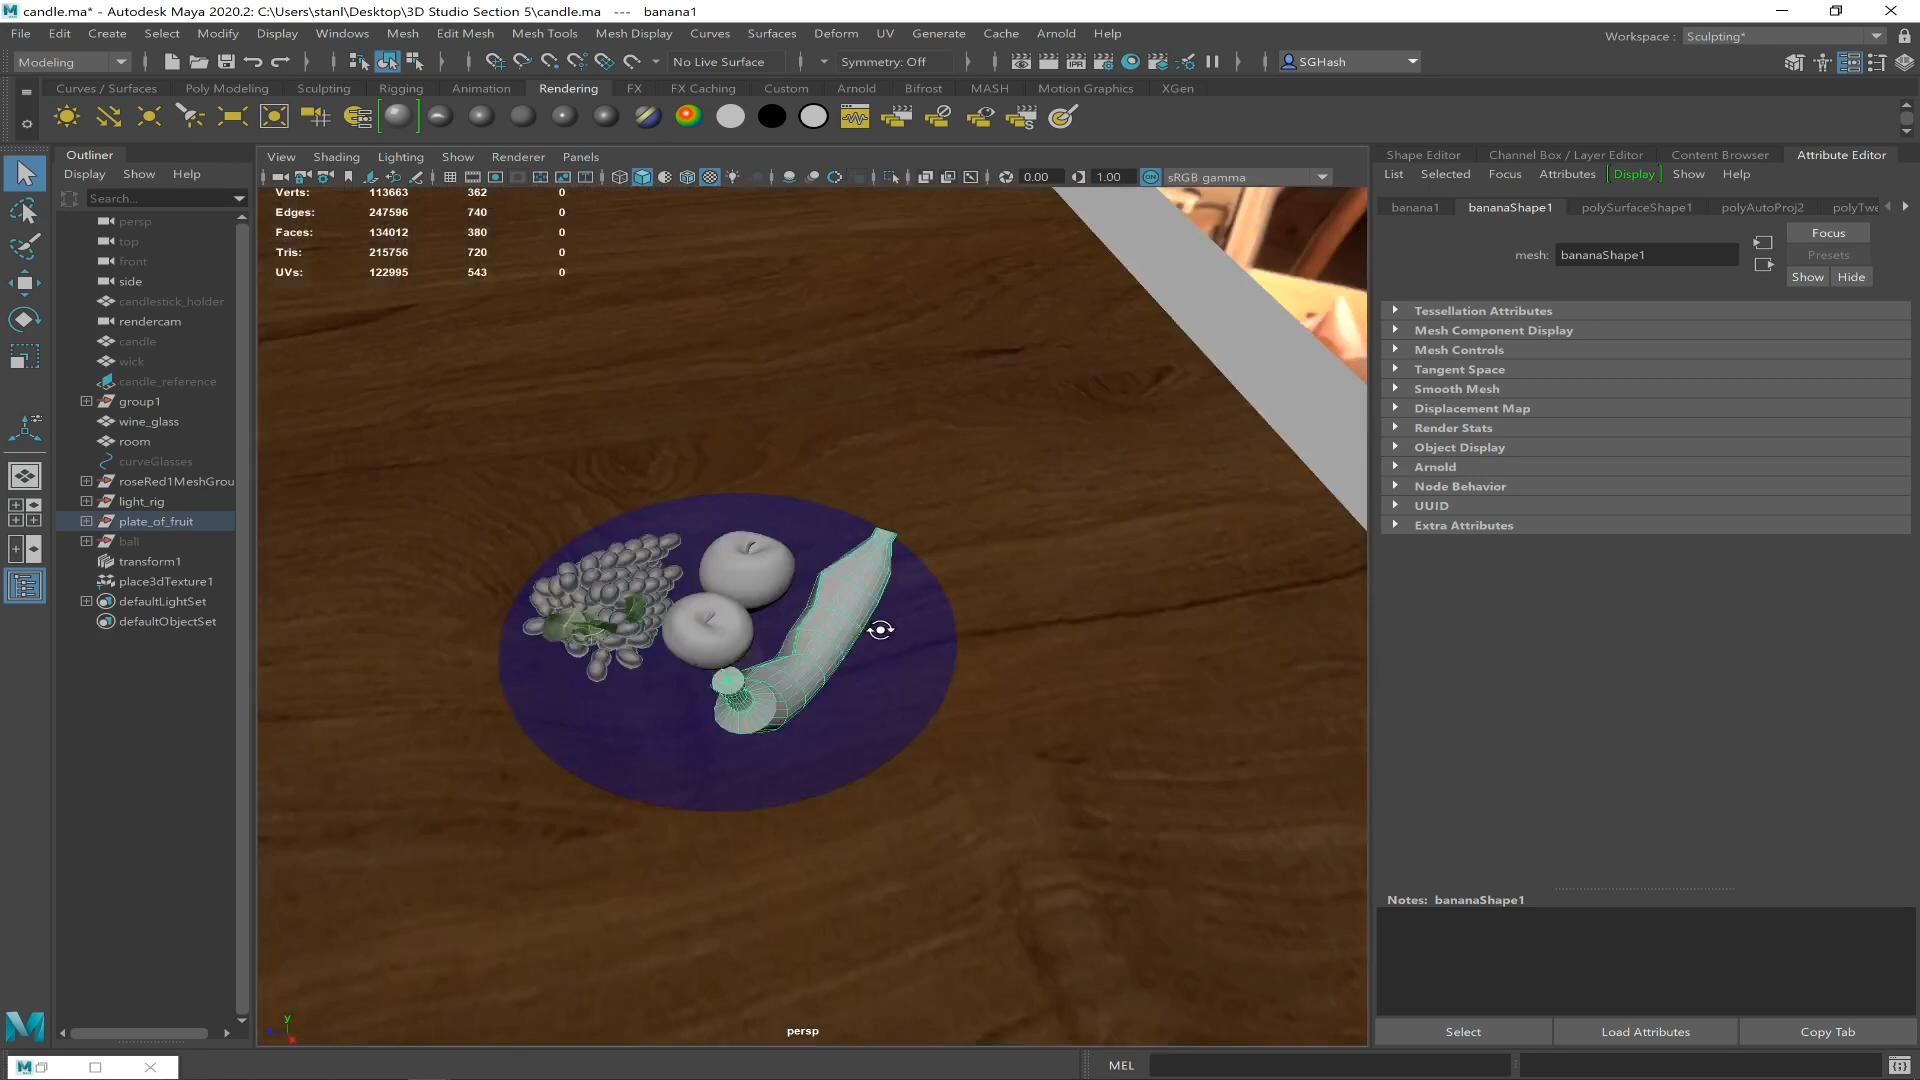 candle.ma* - Autodesk Maya 2020.2: C:\Users\stanl\Desktop\3D Studio Section 5\candle.ma --- banana1
File Edit Create Select Modify Display Windows Mesh Edit Mesh Mesh Tools Mesh Display Curves Surfaces Deform UV Generate Cache Arnold Help Workspace : Sculpting*
Modeling No Live Surface Symmetry: Off SGHash
Curves / Surfaces Poly Modeling Sculpting Rigging Animation Rendering FX FX Caching Custom Arnold Bifrost MASH Motion Graphics XGen
Outliner
Display Show Help
Search...
persp
top
front
side
candlestick_holder
rendercam
candle
wick
candle_reference
group1
wine_glass
room
curveGlasses
roseRed1MeshGrou
light_rig
plate_of_fruit
ball
transform1
place3dTexture1
defaultLightSet
defaultObjectSet
View Shading Lighting Show Renderer Panels
0.00 1.00 ON sRGB gamma
Verts: 113663 362 0
Edges: 247596 740 0
Faces: 134012 380 0
Tris: 215756 720 0
UVs: 122995 543 0
y
x
persp
Shape Editor Channel Box / Layer Editor Content Browser Attribute Editor
List Selected Focus Attributes Display Show Help
banana1 bananaShape1 polySurfaceShape1 polyAutoProj2 polyTwe
mesh: bananaShape1
Focus
Presets
Show Hide
Tessellation Attributes
Mesh Component Display
Mesh Controls
Tangent Space
Smooth Mesh
Displacement Map
Render Stats
Object Display
Arnold
Node Behavior
UUID
Extra Attributes
Notes: bananaShape1
Select Load Attributes Copy Tab
MEL